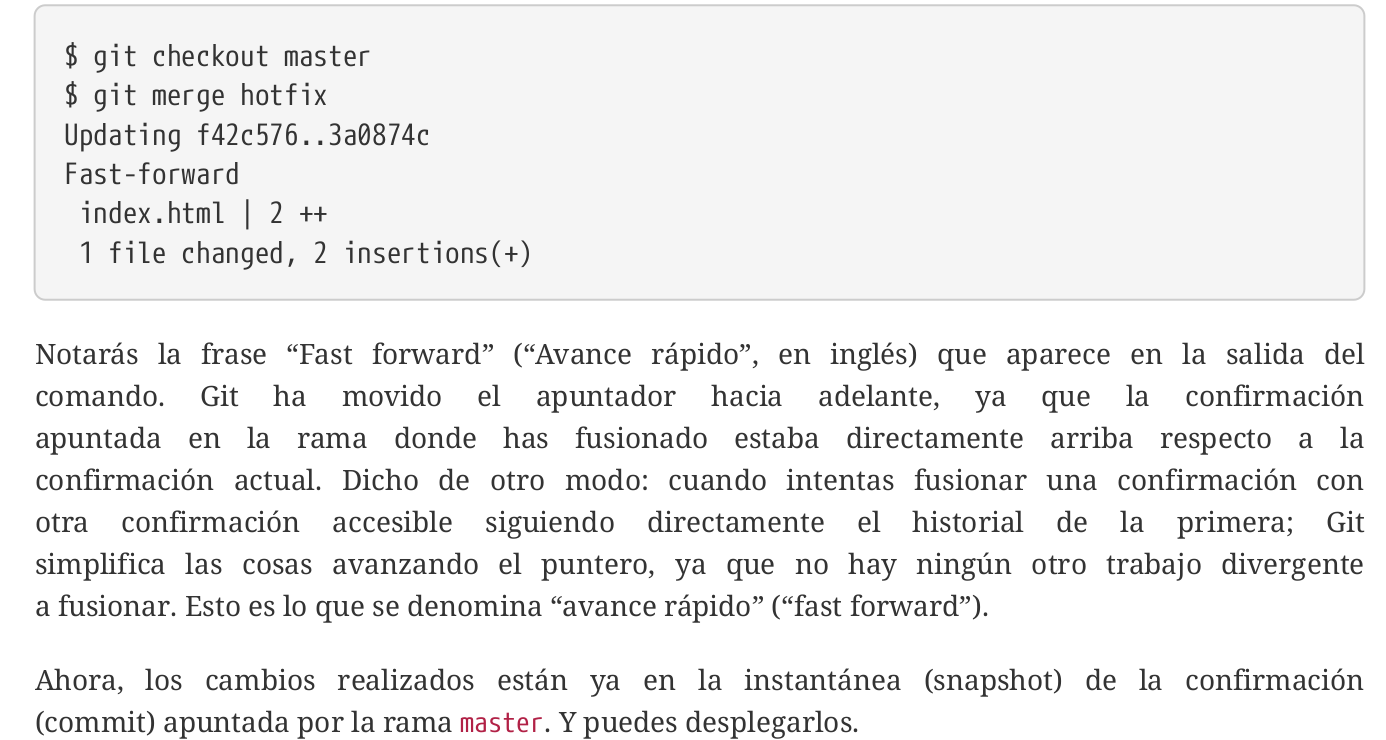 $ git checkout master
$ git merge hotfix
Updating f42c576..3a0874c
Fast-forward
 index.html | 2 ++
 1 file changed, 2 insertions(+)
Notarás la frase “Fast forward” (“Avance rápido”, en inglés) que aparece en la salida del
comando. Git ha movido el apuntador hacia adelante, ya que la confirmación
apuntada en la rama donde has fusionado estaba directamente arriba respecto a la
confirmación actual. Dicho de otro modo: cuando intentas fusionar una confirmación con
otra confirmación accesible siguiendo directamente el historial de la primera; Git
simplifica las cosas avanzando el puntero, ya que no hay ningún otro trabajo divergente
a fusionar. Esto es lo que se denomina “avance rápido” (“fast forward”).
Ahora, los cambios realizados están ya en la instantánea (snapshot) de la confirmación
(commit) apuntada por la rama master. Y puedes desplegarlos.